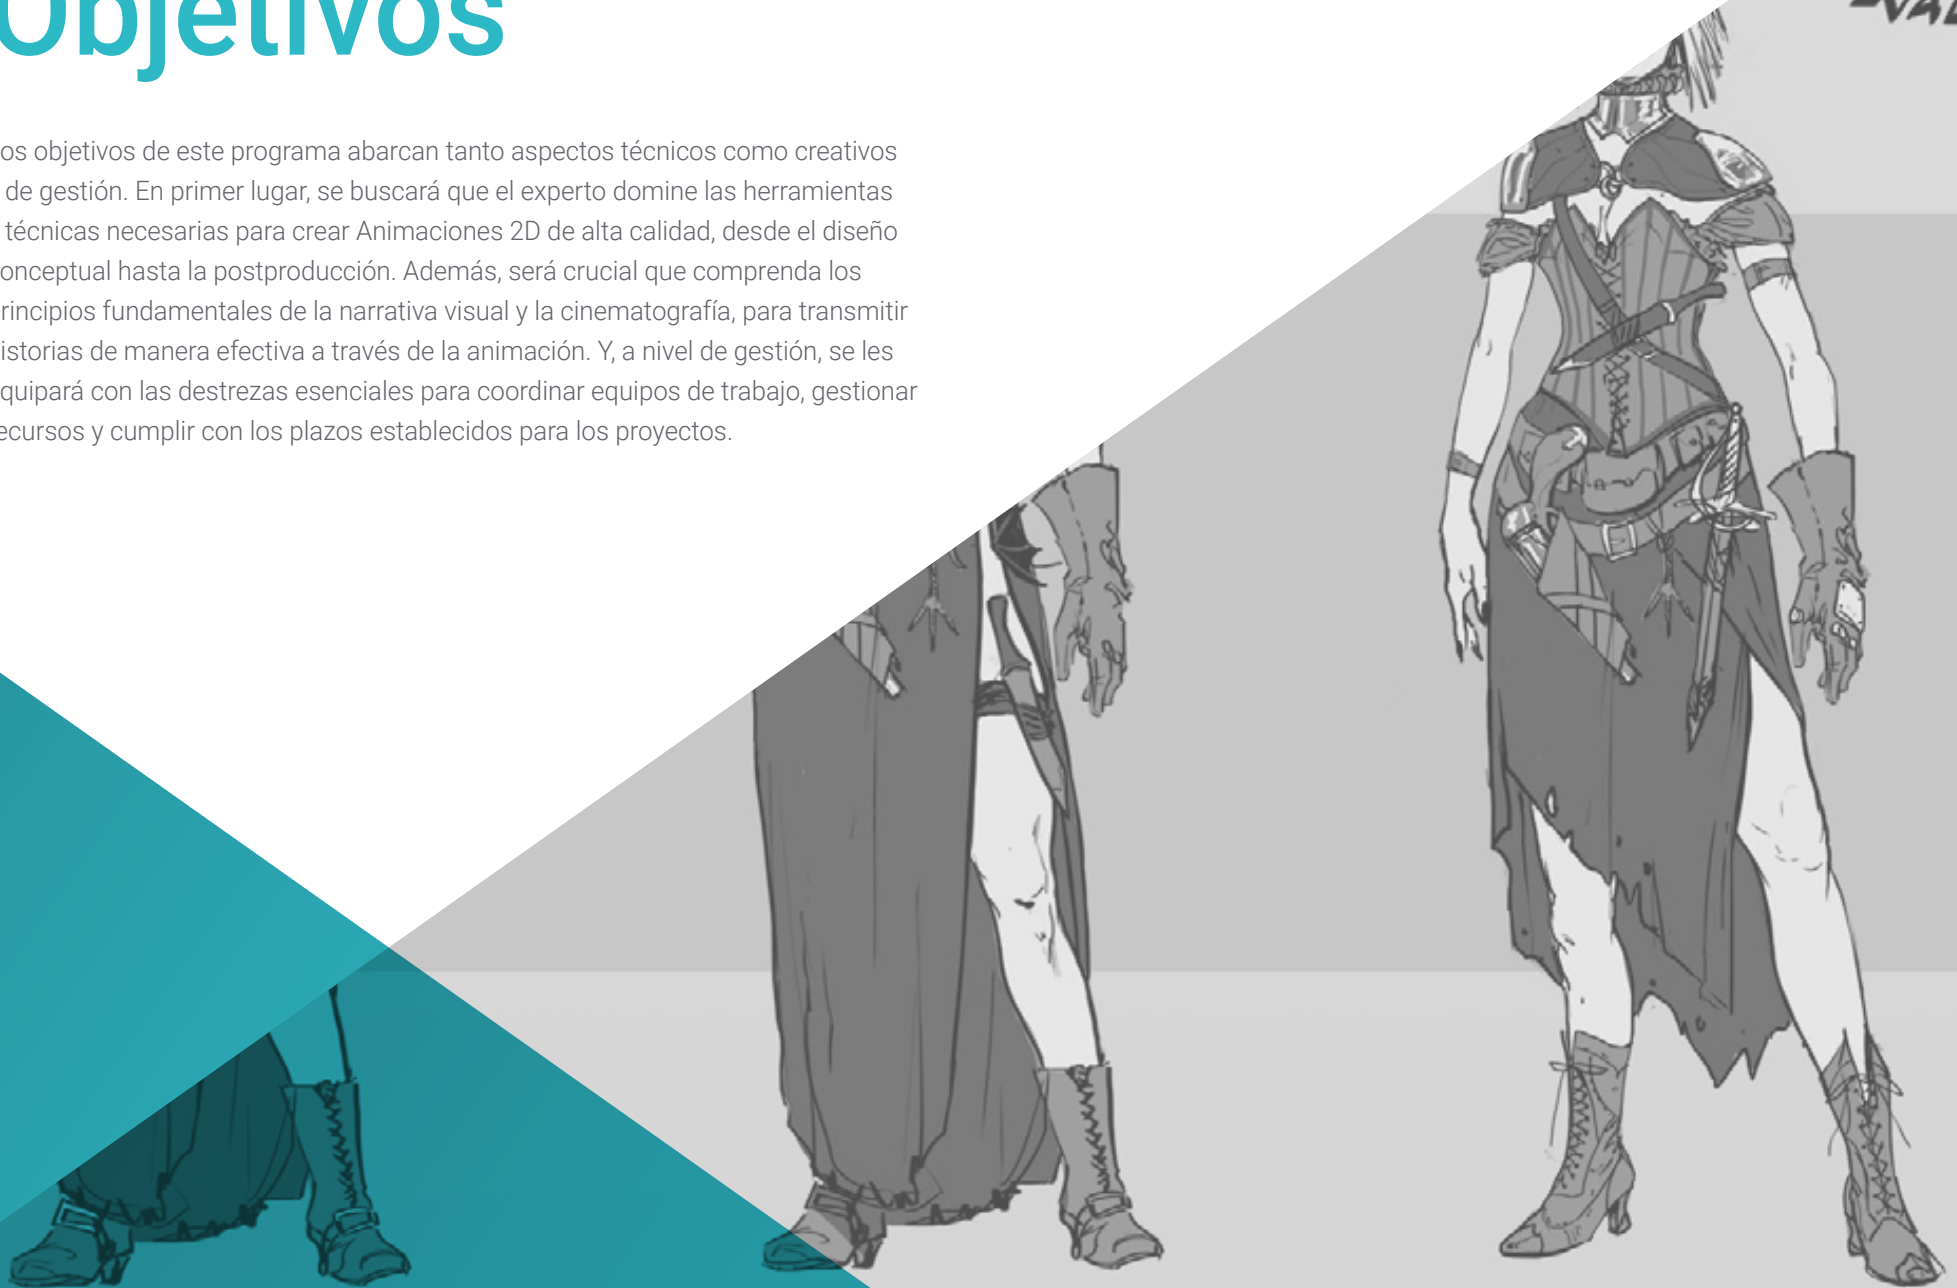 Objetivos
os objetivos de este programa abarcan tanto aspectos técnicos como creativos
de gestión. En primer lugar, se buscará que el experto domine las herramientas
técnicas necesarias para crear Animaciones 2D de alta calidad, desde el diseño
onceptual hasta la postproducción. Además, será crucial que comprenda los
rincipios fundamentales de la narrativa visual y la cinematografía, para transmitir
istorias de manera efectiva a través de la animación. Y, a nivel de gestión, se les
quipará con las destrezas esenciales para coordinar equipos de trabajo, gestionar
ecursos y cumplir con los plazos establecidos para los proyectos.